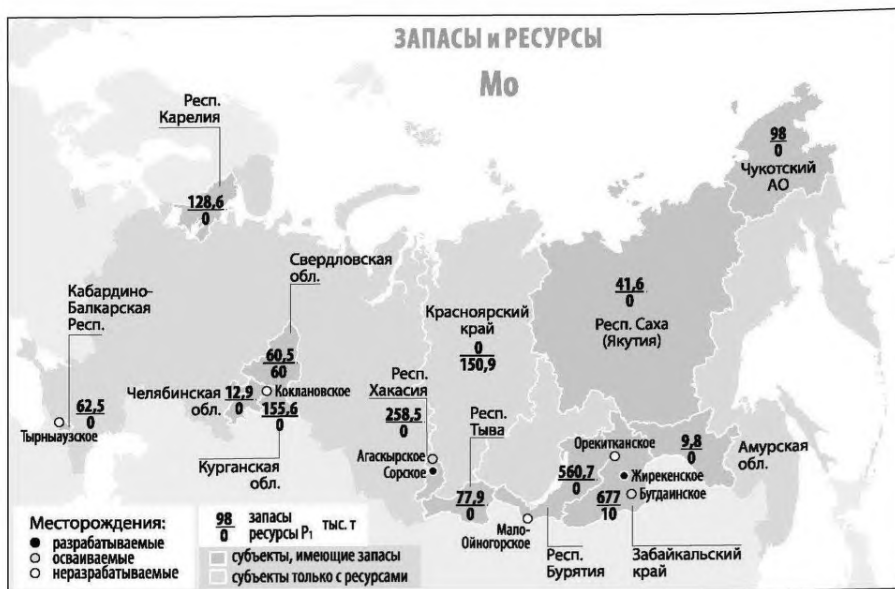 ЗАПАСЫ и РЕСУРСЫ
Mo
Респ.
Карелия
128,6
0
98
0
Чукотский
АО
Свердловская
обл.
Кабардино-
Балкарская
Респ.
Красноярский
край
0
150,9
41,6
0
Респ. Саха
(Якутия)
60,5
60
Респ.
Хакасия
258,5
0
Челябинская
обл.
12,9
0
Коклановское
155,6
0
Курганская
обл.
62,5
0
Тырныаузское
Агаскырское
Сорское
Респ.
Тыва
77,9
0
Орекитканское
560,7
0
9,8
0
Амурская
обл.
Жирекенское
Бугдаинское
677
10
Мало-
Ойногорское
Респ.
Бурятия
Забайкальский
край
Месторождения:
разрабатываемые
осваиваемые
неразрабатываемые
98 запасы
0 ресурсы P₁ тыс. т
субъекты, имеющие запасы
субъекты только с ресурсами